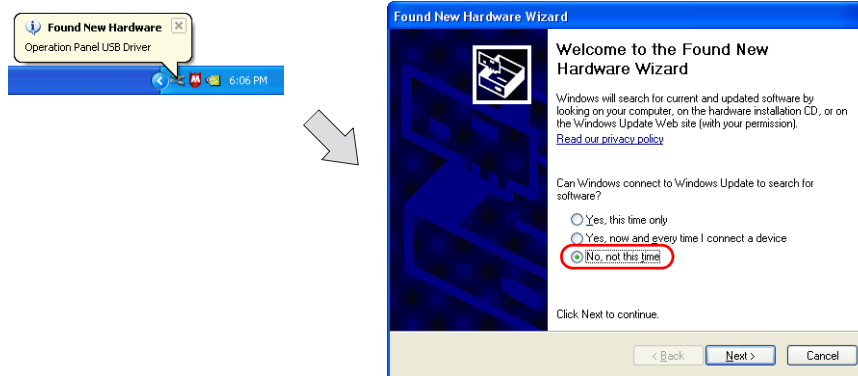 Found New Hardware
Operation Panel USB Driver
6:06 PM
Found New Hardware Wizard
Welcome to the Found New
Hardware Wizard
Windows will search for current and updated software by
looking on your computer, on the hardware installation CD, or on
the Windows Update Web site (with your permission).
Read our privacy policy
Can Windows connect to Windows Update to search for
software?
Yes, this time only
Yes, now and every time I connect a device
No, not this time
Click Next to continue.
< Back
Next >
Cancel